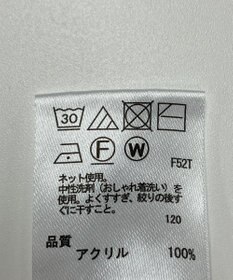 30
F W F52T
ネット使用。
中性洗剤(おしゃれ着洗い)を
使用。よくすすぎ、絞りの後す
ぐに干すこと。
120
品質
アクリル 100%